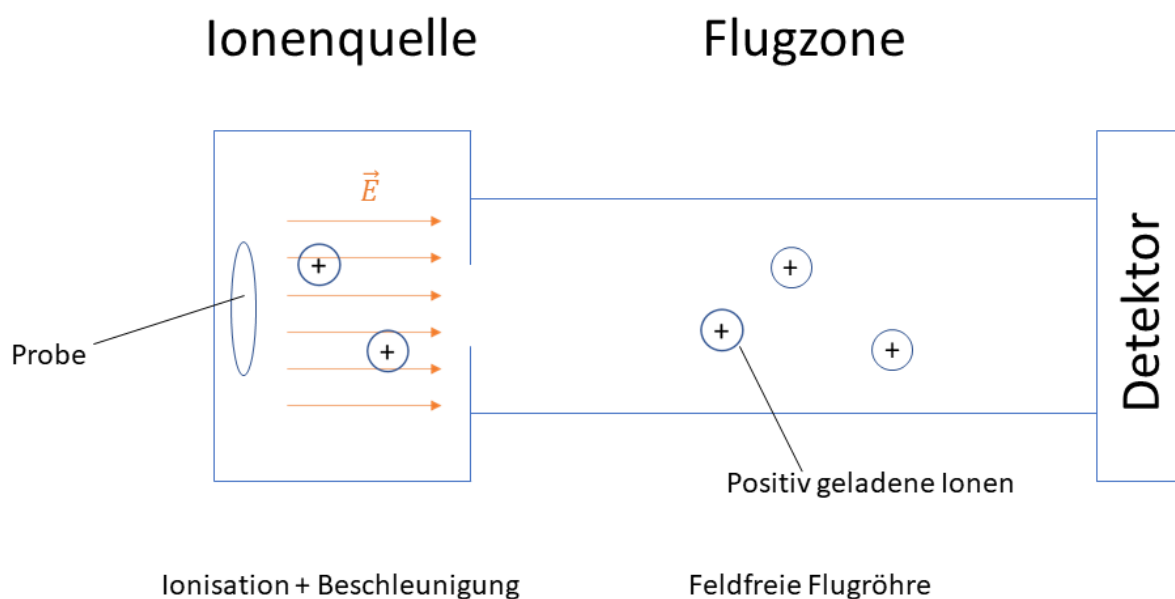 Ionenquelle
Flugzone
E
+
+
+
+
+
Probe
Detektor
Positiv geladene Ionen
Ionisation + Beschleunigung
Feldfreie Flugröhre